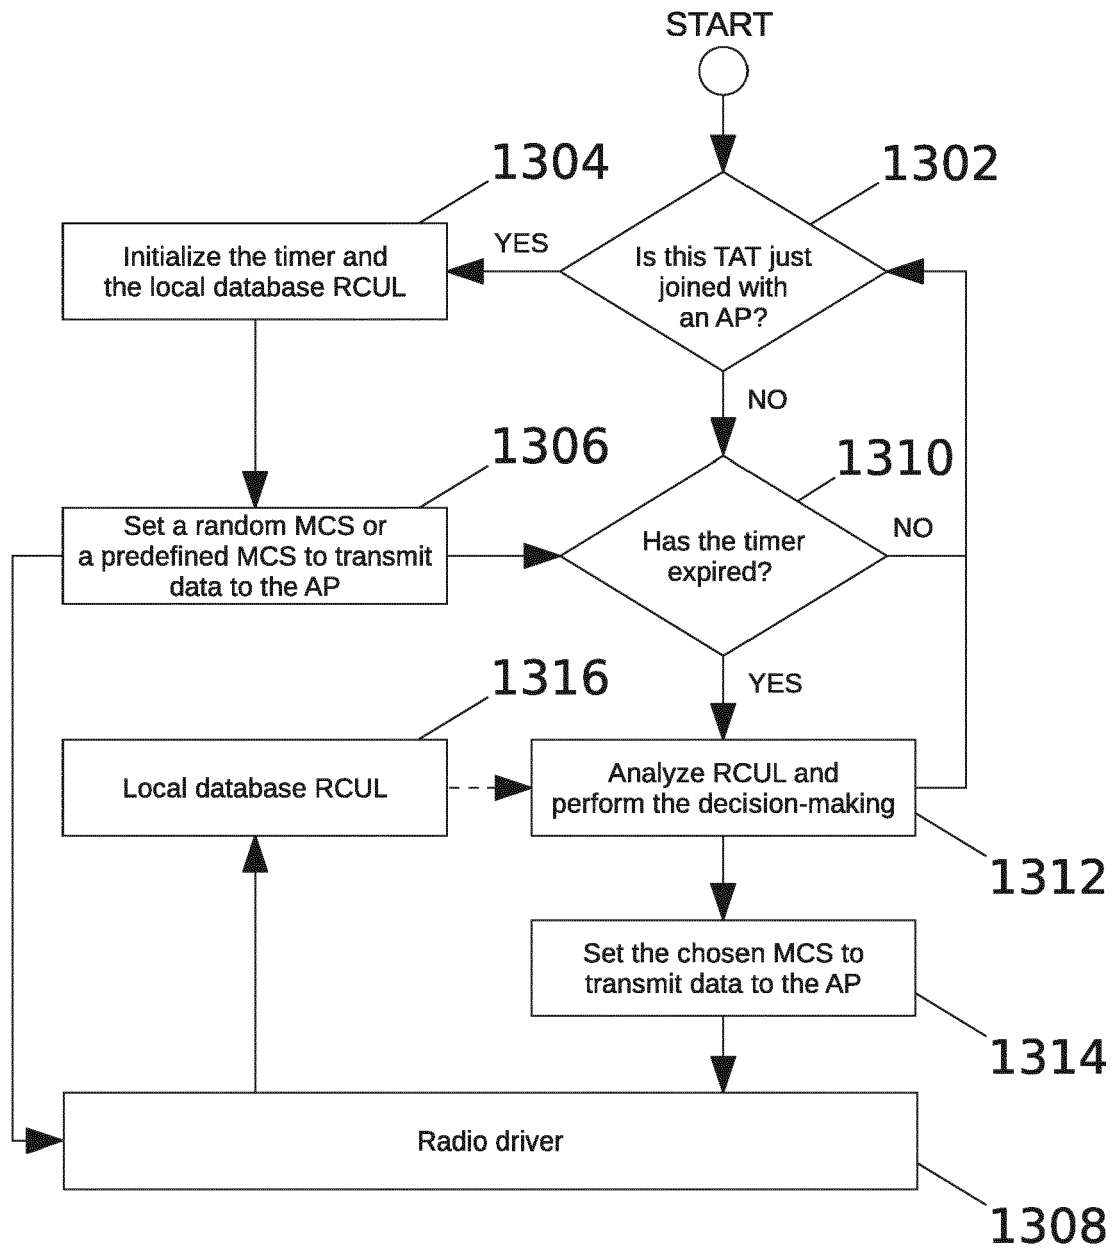 START
1304
1302
Initialize the timer and
the local database RCUL
YES
Is this TAT just
joined with
an AP?
NO
1306
1310
Set a random MCS or
a predefined MCS to transmit
data to the AP
Has the timer
expired?
NO
1316
YES
Local database RCUL
Analyze RCUL and
perform the decision-making
1312
Set the chosen MCS to
transmit data to the AP
1314
Radio driver
1308